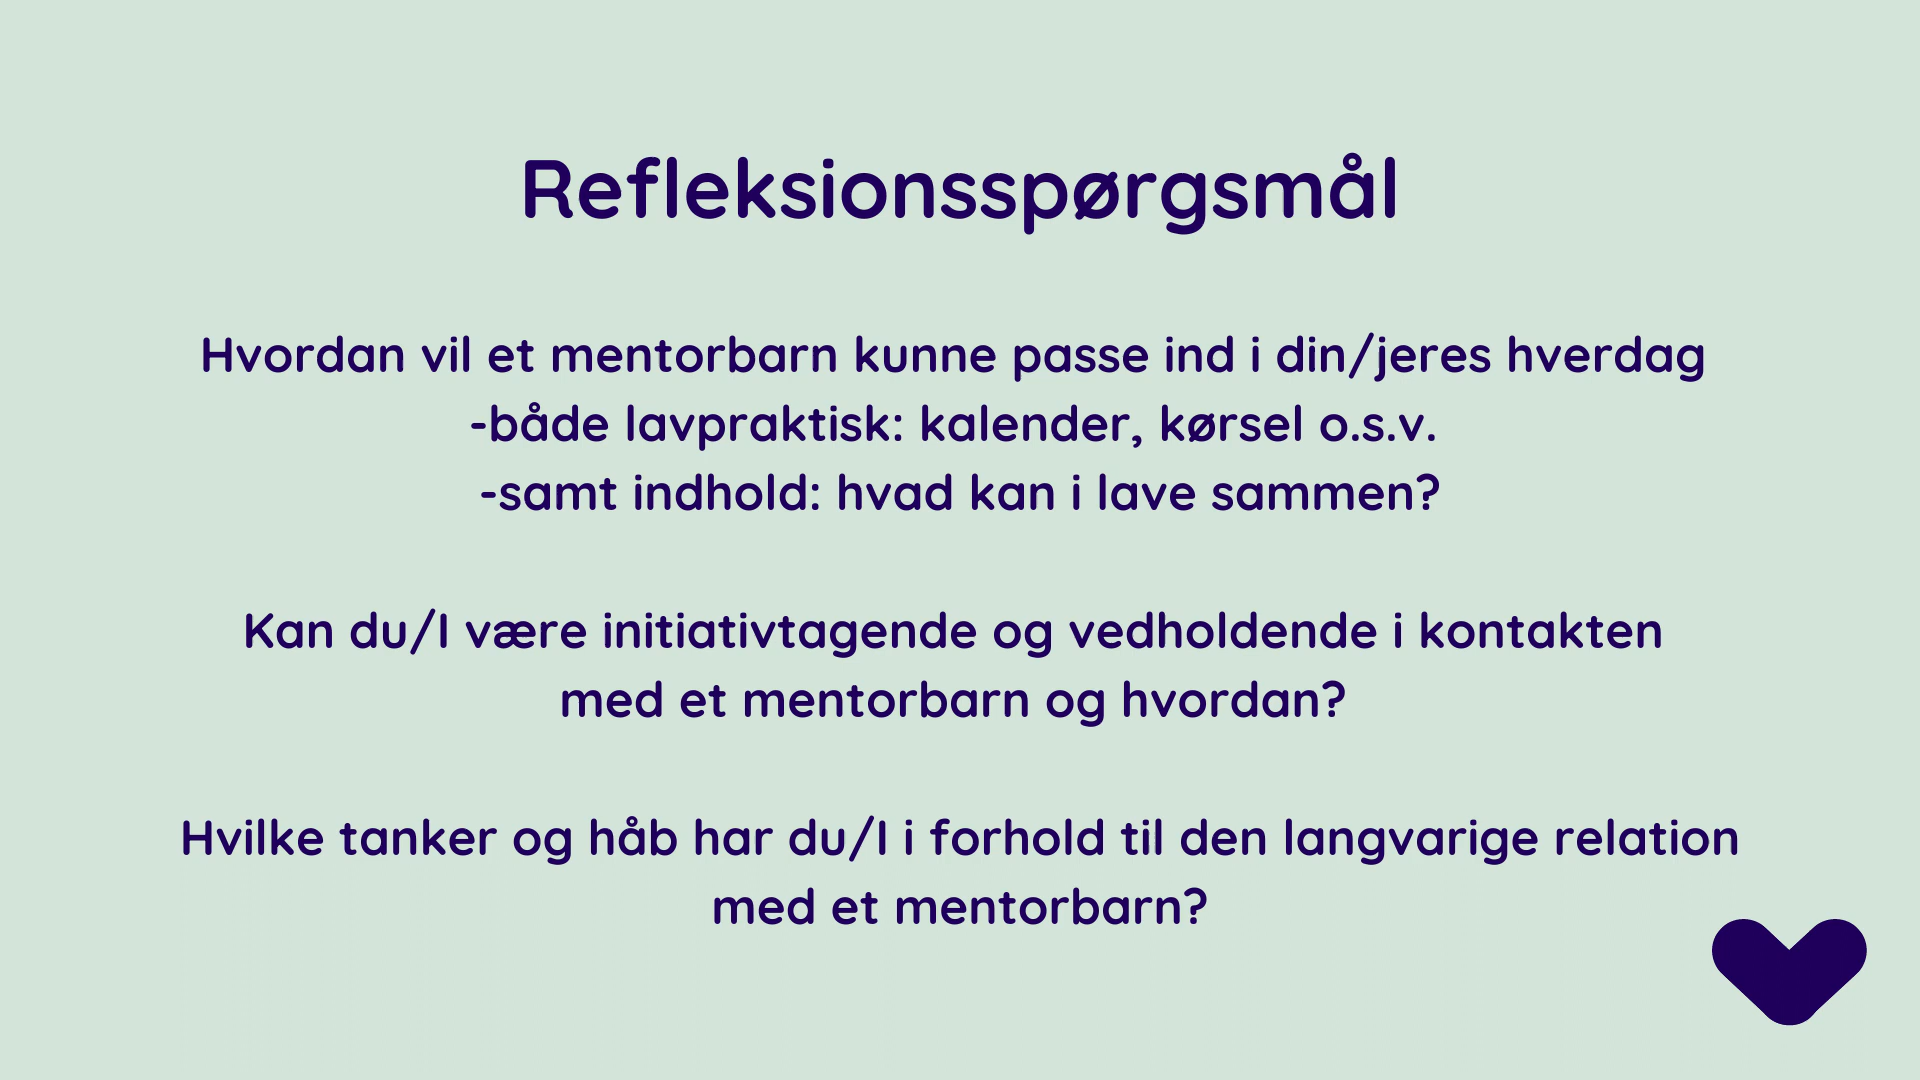 Refleksionsspørgsmål
Hvordan vil et mentorbarn kunne passe ind i din/jeres hverdag
-både lavpraktisk: kalender, kørsel o.s.v.
-samt indhold: hvad kan i lave sammen?
Kan du/I være initiativtagende og vedholdende i kontakten
med et mentorbarn og hvordan?
Hvilke tanker og håb har du/I i forhold til den langvarige relation
med et mentorbarn?